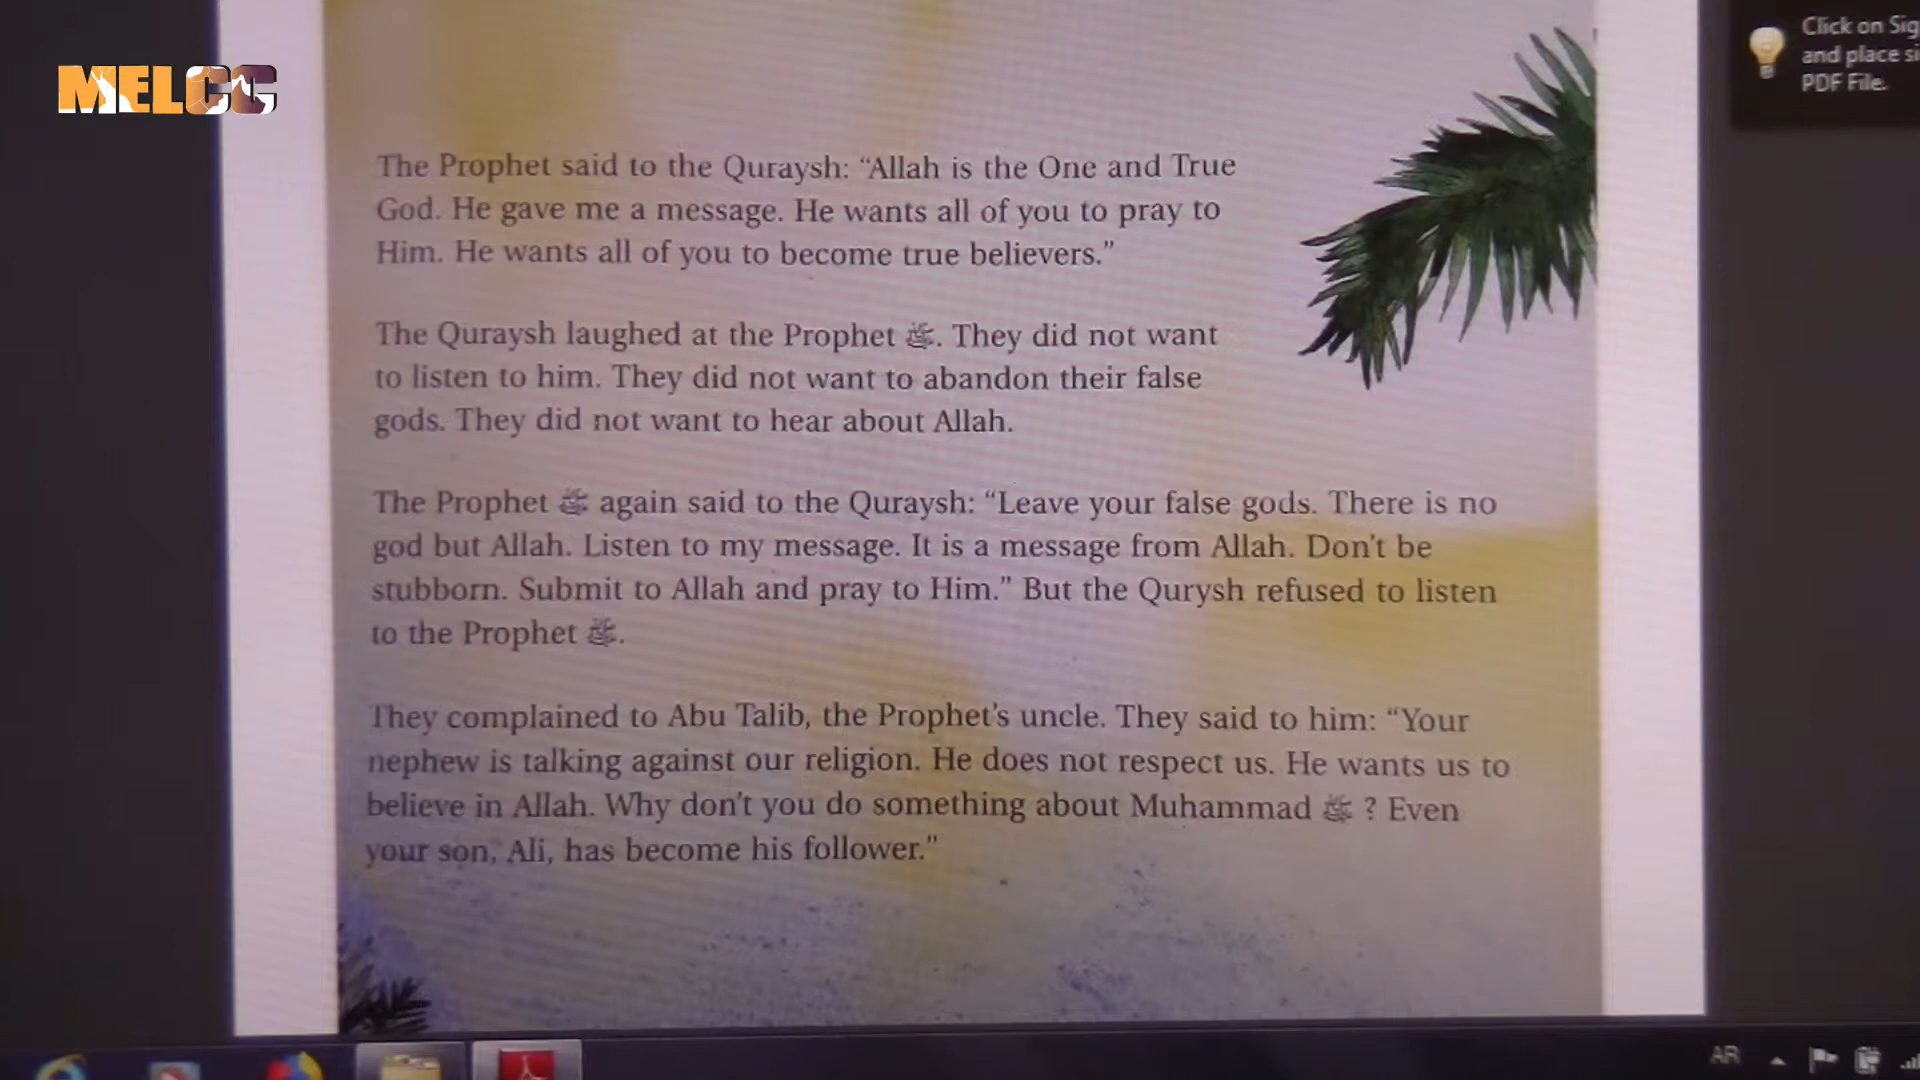 MELCC
Click on Sig
and place si
PDF File.
The Prophet said to the Quraysh: “Allah is the One and True
God. He gave me a message. He wants all of you to pray to
Him. He wants all of you to become true believers.”
The Quraysh laughed at the Prophet ﷺ. They did not want
to listen to him. They did not want to abandon their false
gods. They did not want to hear about Allah.
The Prophet ﷺ again said to the Quraysh: “Leave your false gods. There is no
god but Allah. Listen to my message. It is a message from Allah. Don’t be
stubborn. Submit to Allah and pray to Him.” But the Qurysh refused to listen
to the Prophet ﷺ.
They complained to Abu Talib, the Prophet’s uncle. They said to him: “Your
nephew is talking against our religion. He does not respect us. He wants us to
believe in Allah. Why don’t you do something about Muhammad ﷺ ? Even
your son, Ali, has become his follower.”
AR